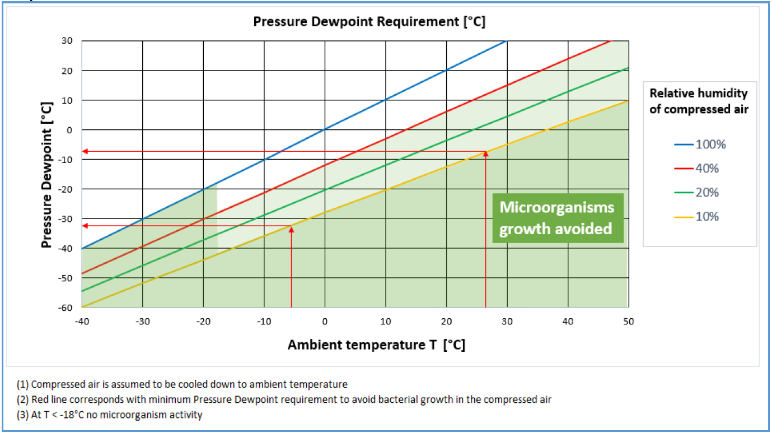 Pressure Dewpoint Requirement [°C]
30
20
10
0
-10
-20
-30
-40
-50
-60
Pressure Dewpoint [°C]
-40 -30 -20 -10 0 10 20 30 40 50
Ambient temperature T [°C]
Microorganisms
growth avoided
Relative humidity
of compressed air
100%
40%
20%
10%
(1) Compressed air is assumed to be cooled down to ambient temperature
(2) Red line corresponds with minimum Pressure Dewpoint requirement to avoid bacterial growth in the compressed air
(3) At T < -18°C no microorganism activity